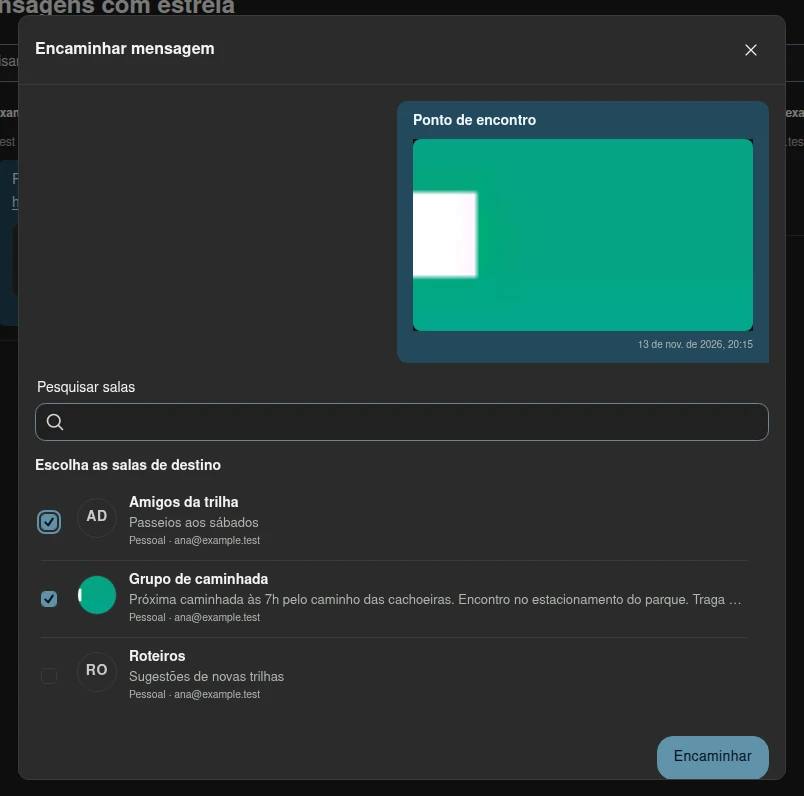 nsagens com estrela
Encaminhar mensagem
Ponto de encontro
13 de nov. de 2026, 20:15
Pesquisar salas
Escolha as salas de destino
AD
Amigos da trilha
Passeios aos sábados
Pessoal · ana@example.test
Grupo de caminhada
Próxima caminhada às 7h pelo caminho das cachoeiras. Encontro no estacionamento do parque. Traga …
Pessoal · ana@example.test
RO
Roteiros
Sugestões de novas trilhas
Pessoal · ana@example.test
Encaminhar